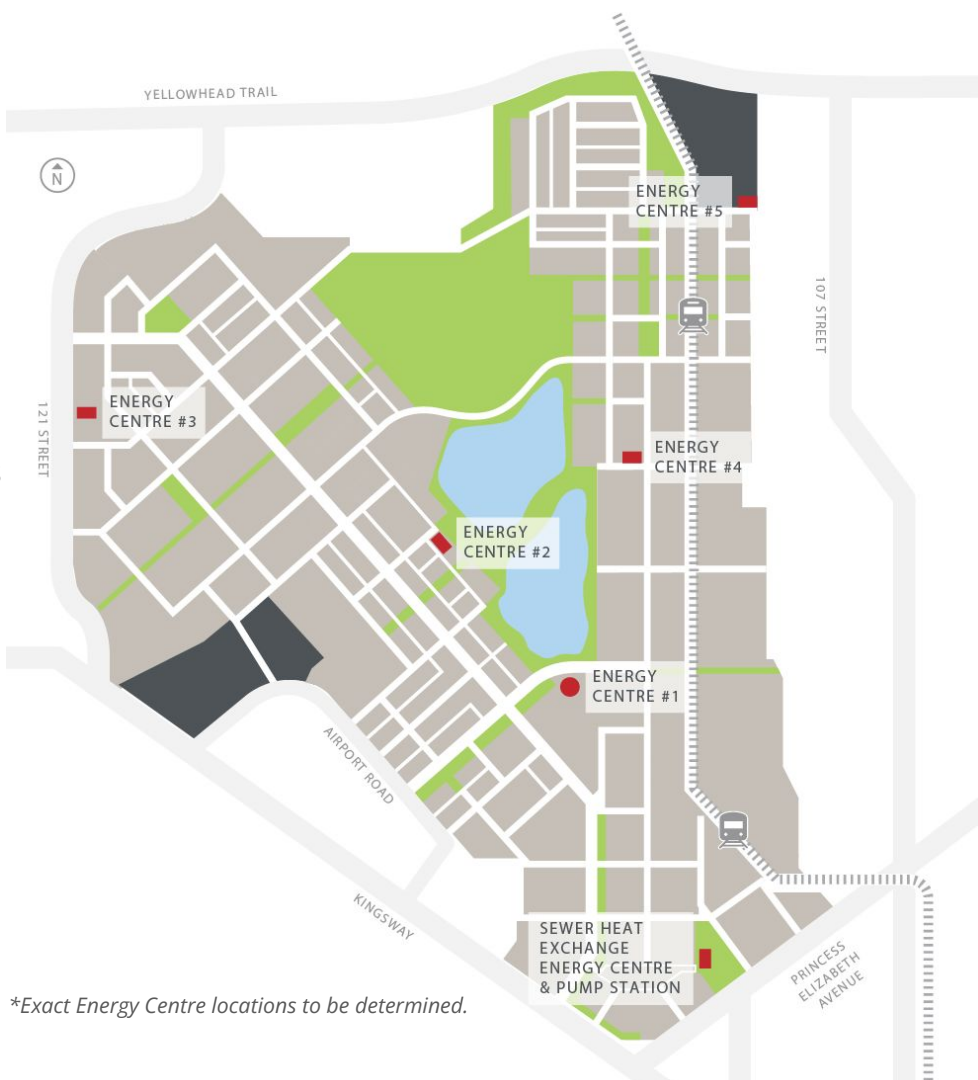 YELLOWHEAD TRAIL
N
ENERGY
CENTRE #5
107 STREET
121 STREET
ENERGY
CENTRE #3
ENERGY
CENTRE #4
ENERGY
CENTRE #2
ENERGY
CENTRE #1
AIRPORT ROAD
KINGSWAY
SEWER HEAT
EXCHANGE
ENERGY CENTRE
& PUMP STATION
PRINCESS
ELIZABETH
AVENUE
*Exact Energy Centre locations to be determined.